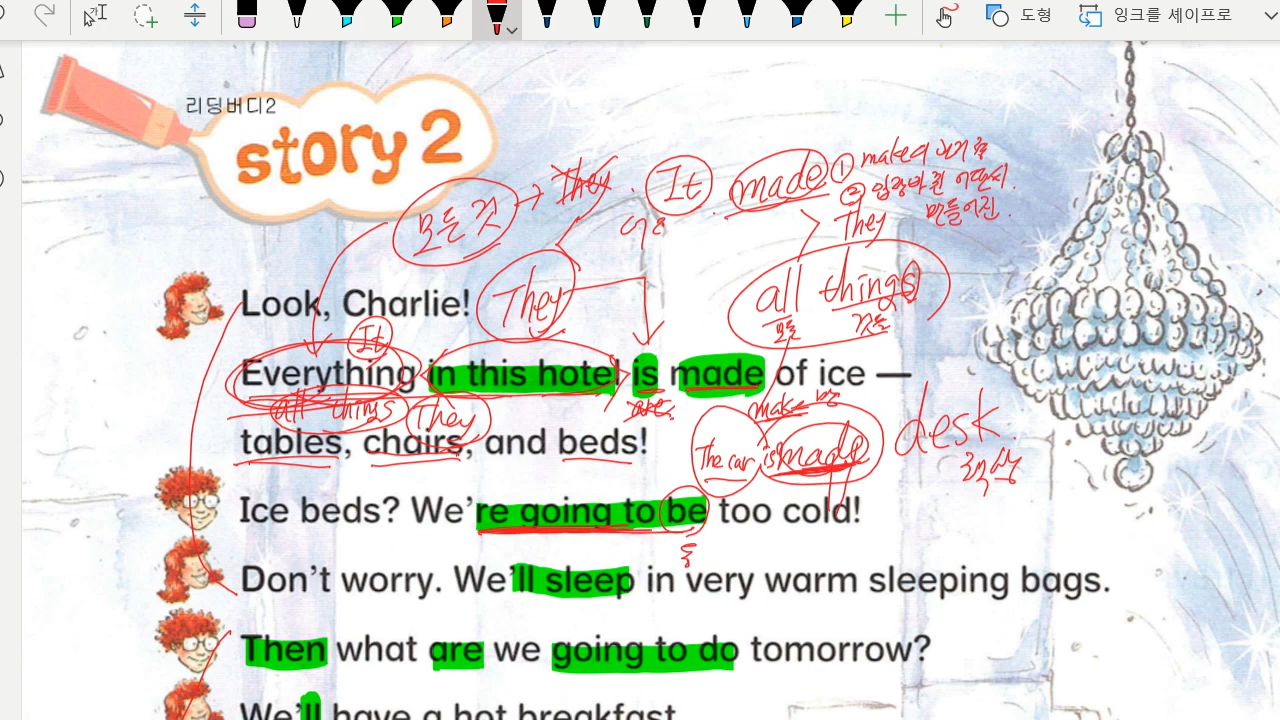 도형 잉크를 셰이프로
리딩버디2
story 2
모든 것 → They . It made ① make의
② 입장바뀐
만들어진.
They
They all things
모든 것들
Look, Charlie!
It
Everything in this hotel is made of ice —
all things They are. make
tables, chairs, and beds! The car is made desk.
책상
Ice beds? We're going to be too cold!
Don't worry. We'll sleep in very warm sleeping bags.
Then what are we going to do tomorrow?
We'll have a hot breakfast